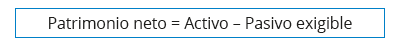 Patrimonio neto = Activo – Pasivo exigible